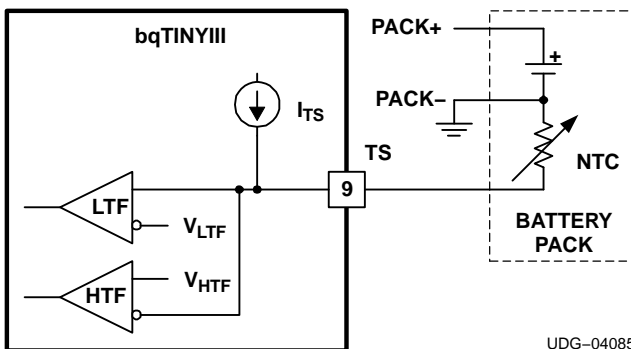 bqTINYIII
PACK+
+
PACK−
ITS
TS
NTC
9
LTF
VLTF
BATTERY
PACK
HTF
VHTF
UDG−04085